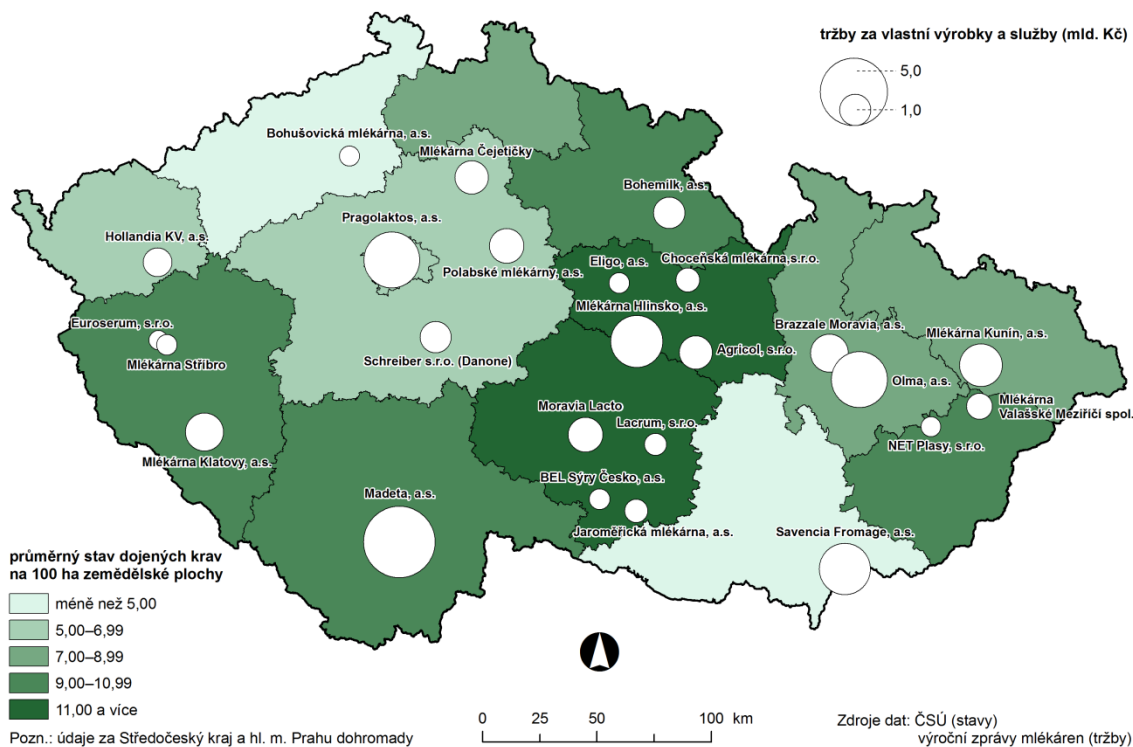 tržby za vlastní výrobky a služby (mld. Kč)
5,0
1,0
Bohušovická mlékárna, a.s.
Mlékárna Čejetičky
Bohemilk, a.s.
Pragolaktos, a.s.
Hollandia KV, a.s.
Polabské mlékárny, a.s.
Eligo, a.s.
Choceňská mlékárna,s.r.o.
Mlékárna Hlinsko, a.s.
Euroserum, s.r.o.
Mlékárna Stříbro
Schreiber s.r.o. (Danone)
Agricol, s.r.o.
Brazzale Moravia, a.s.
Mlékárna Kunín, a.s.
Olma, a.s.
Mlékárna
Valašské Meziříčí spol.
NET Plasy, s.r.o.
Moravia Lacto
Lacrum, s.r.o.
Mlékárna Klatovy, a.s.
BEL Sýry Česko, a.s.
Madeta, a.s.
Jaroměřická mlékárna, a.s.
Savencia Fromage, a.s.
průměrný stav dojených krav
na 100 ha zemědělské plochy
méně než 5,00
5,00–6,99
7,00–8,99
9,00–10,99
11,00 a více
0 25 50 100 km
Pozn.: údaje za Středočeský kraj a hl. m. Prahu dohromady
Zdroje dat: ČSÚ (stavy)
výroční zprávy mlékáren (tržby)